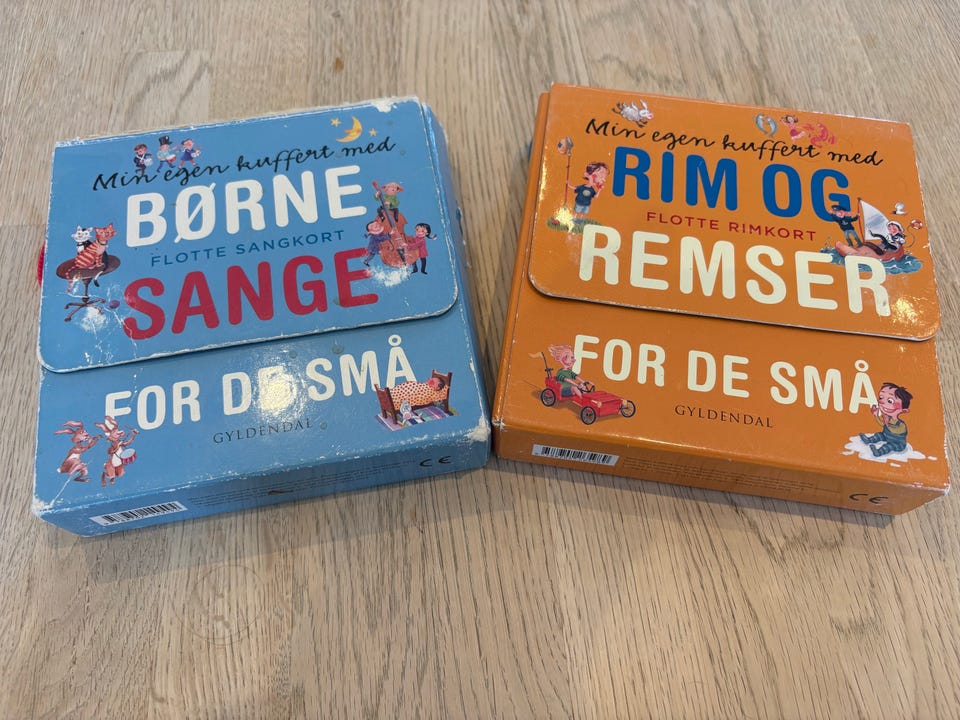 Min egen kuffert med
BØRNE
FLOTTE SANGKORT
SANGE
FOR DE SMÅ
GYLDENDAL
CE
Min egen kuffert med
RIM OG
FLOTTE RIMKORT
REMSER
FOR DE SMÅ
GYLDENDAL
CE